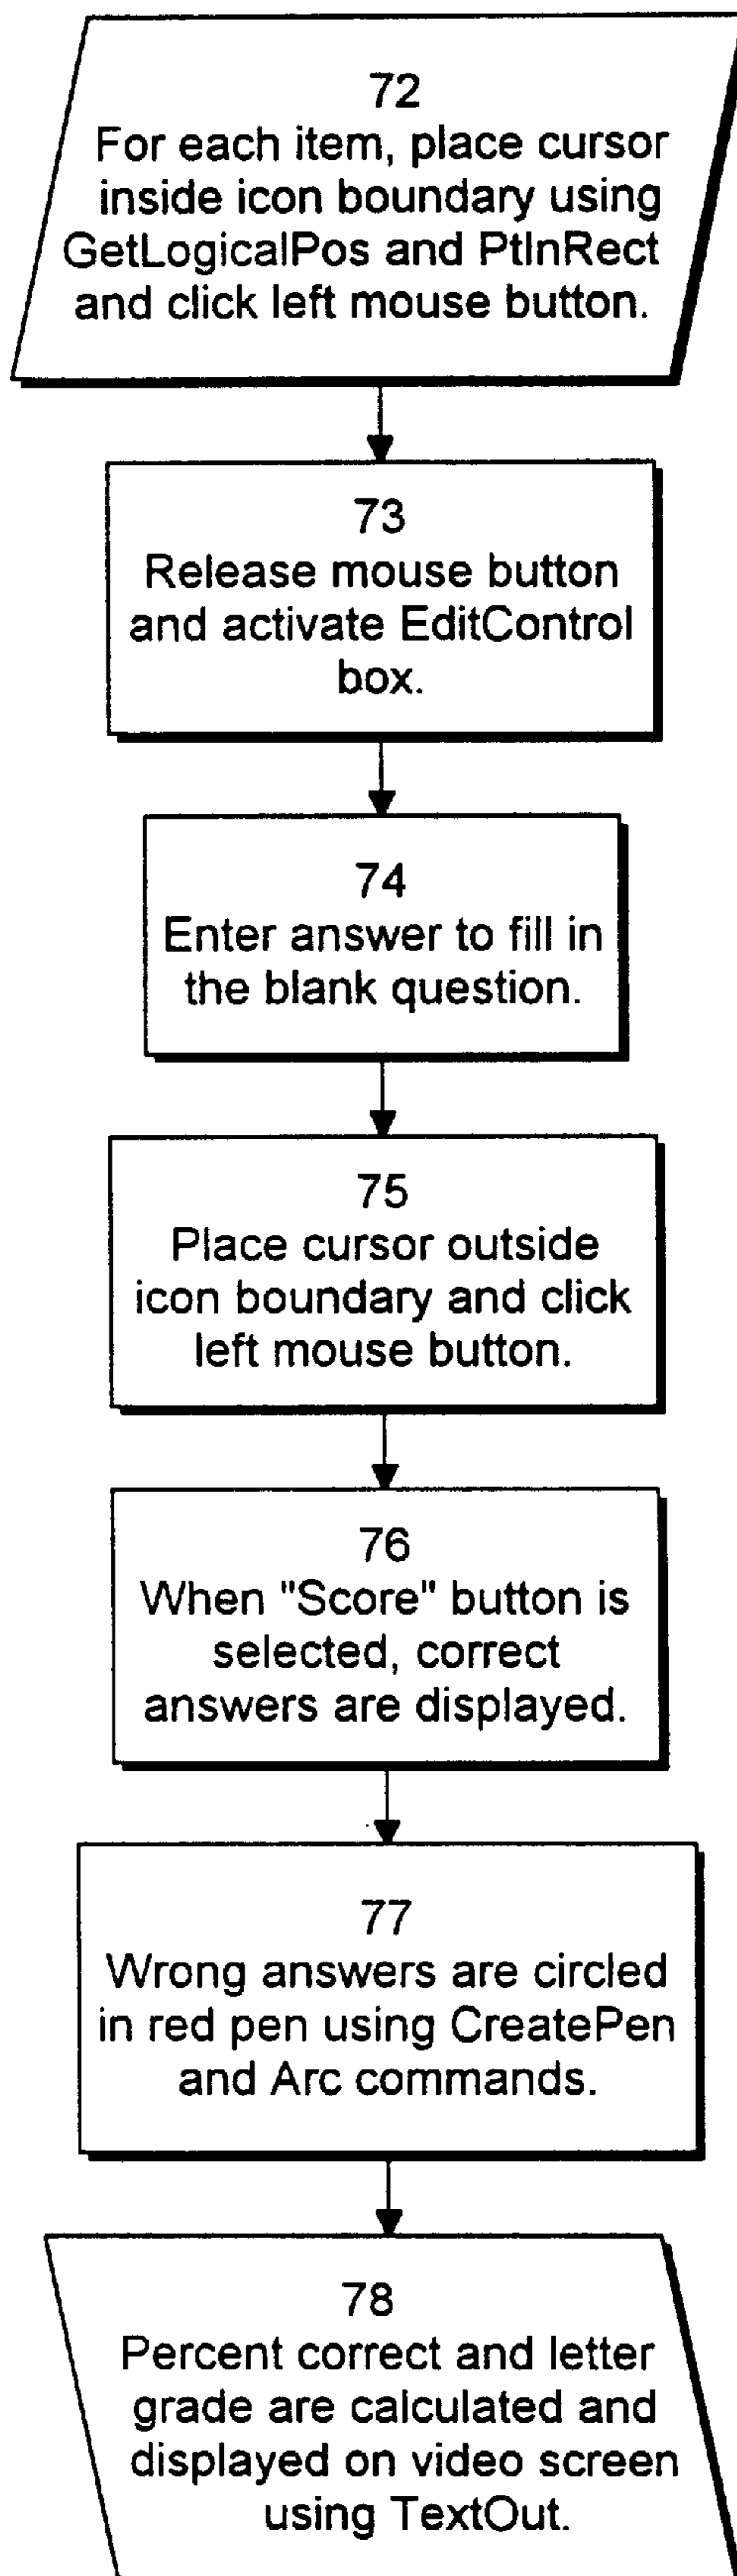 72
For each item, place cursor
inside icon boundary using
GetLogicalPos and PtInRect
and click left mouse button.
73
Release mouse button
and activate EditControl
box.
74
Enter answer to fill in
the blank question.
75
Place cursor outside
icon boundary and click
left mouse button.
76
When "Score" button is
selected, correct
answers are displayed.
77
Wrong answers are circled
in red pen using CreatePen
and Arc commands.
78
Percent correct and letter
grade are calculated and
displayed on video screen
using TextOut.